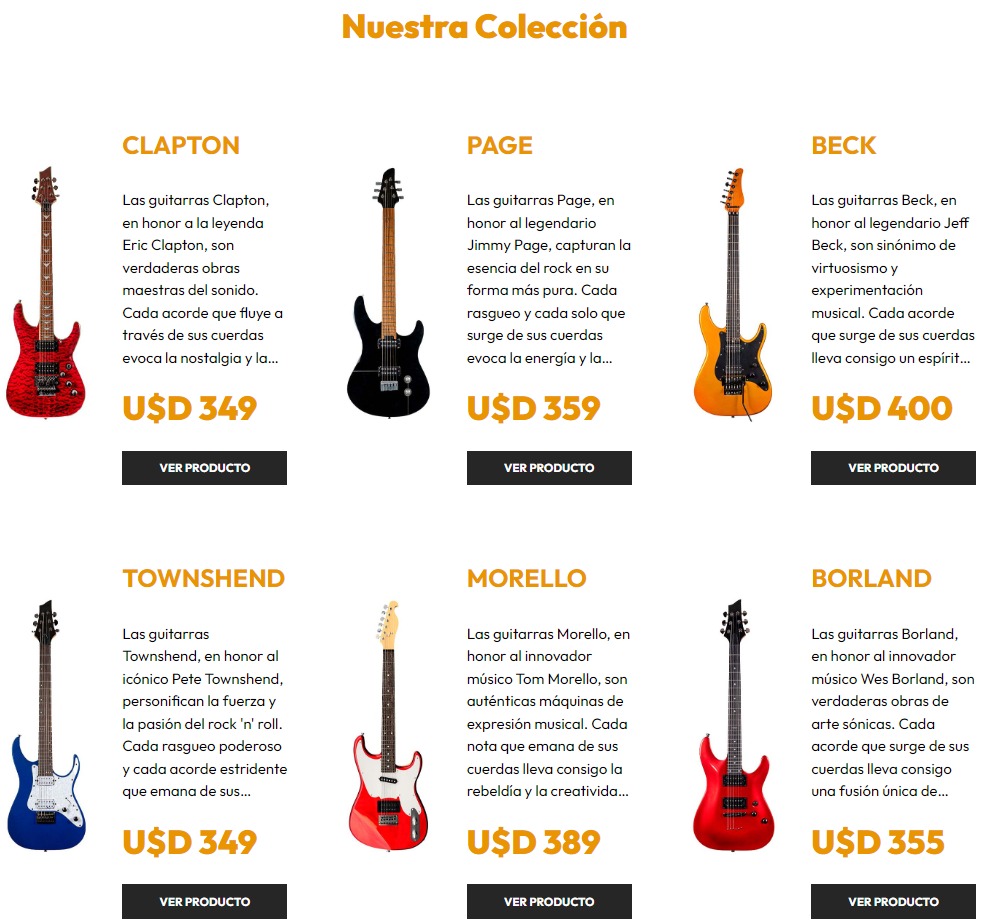 Nuestra Colección
CLAPTON
Las guitarras Clapton,
en honor a la leyenda
Eric Clapton, son
verdaderas obras
maestras del sonido.
Cada acorde que fluye a
través de sus cuerdas
evoca la nostalgia y la...
U$D 349
VER PRODUCTO
PAGE
Las guitarras Page, en
honor al legendario
Jimmy Page, capturan la
esencia del rock en su
forma más pura. Cada
rasgueo y cada solo que
surge de sus cuerdas
evoca la energía y la...
U$D 359
VER PRODUCTO
BECK
Las guitarras Beck, en
honor al legendario Jeff
Beck, son sinónimo de
virtuosismo y
experimentación
musical. Cada acorde
que surge de sus cuerdas
lleva consigo un espírit...
U$D 400
VER PRODUCTO
TOWNSHEND
Las guitarras
Townshend, en honor al
icónico Pete Townshend,
personifican la fuerza y
la pasión del rock 'n' roll.
Cada rasgueo poderoso
y cada acorde estridente
que emana de sus...
U$D 349
VER PRODUCTO
MORELLO
Las guitarras Morello, en
honor al innovador
músico Tom Morello, son
auténticas máquinas de
expresión musical. Cada
nota que emana de sus
cuerdas lleva consigo la
rebeldía y la creativida...
U$D 389
VER PRODUCTO
BORLAND
Las guitarras Borland,
en honor al innovador
músico Wes Borland, son
verdaderas obras de
arte sónicas. Cada
acorde que surge de sus
cuerdas lleva consigo
una fusión única de...
U$D 355
VER PRODUCTO